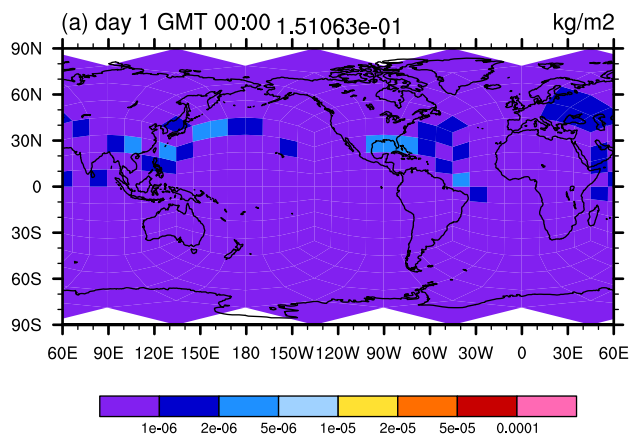 (a) day 1 GMT 00:00 1.51063e-01 kg/m2
90N
60N
30N
0
30S
60S
90S
60E 90E 120E 150E 180 150W 120W 90W 60W 30W 0 30E 60E
1e-06 2e-06 5e-06 1e-05 2e-05 5e-05 0.0001